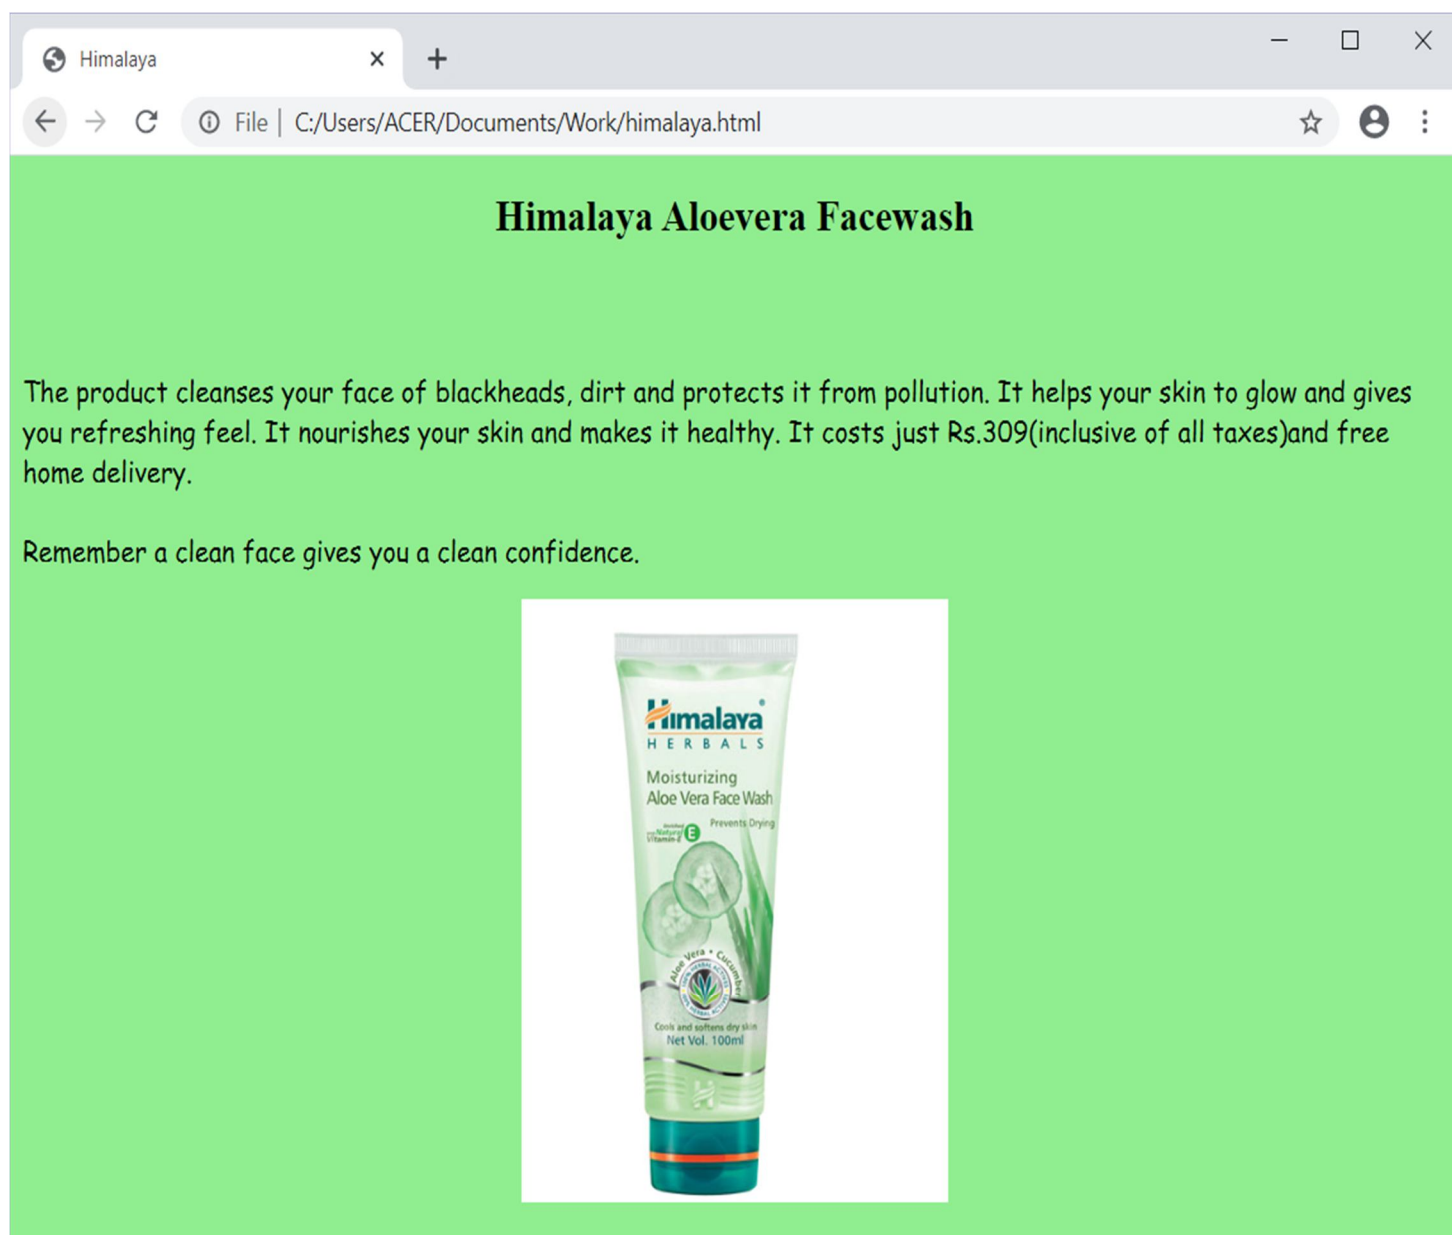 Himalaya
File | C:/Users/ACER/Documents/Work/himalaya.html
Himalaya Aloevera Facewash
The product cleanses your face of blackheads, dirt and protects it from pollution. It helps your skin to glow and gives
you refreshing feel. It nourishes your skin and makes it healthy. It costs just Rs.309(inclusive of all taxes)and free
home delivery.
Remember a clean face gives you a clean confidence.
Himalaya®
HERBALS
Moisturizing
Aloe Vera Face Wash
Prevents Drying
Natural E
Vitamin-E
Aloe Vera • Cucumber
Cools and softens dry skin
Net Vol. 100ml